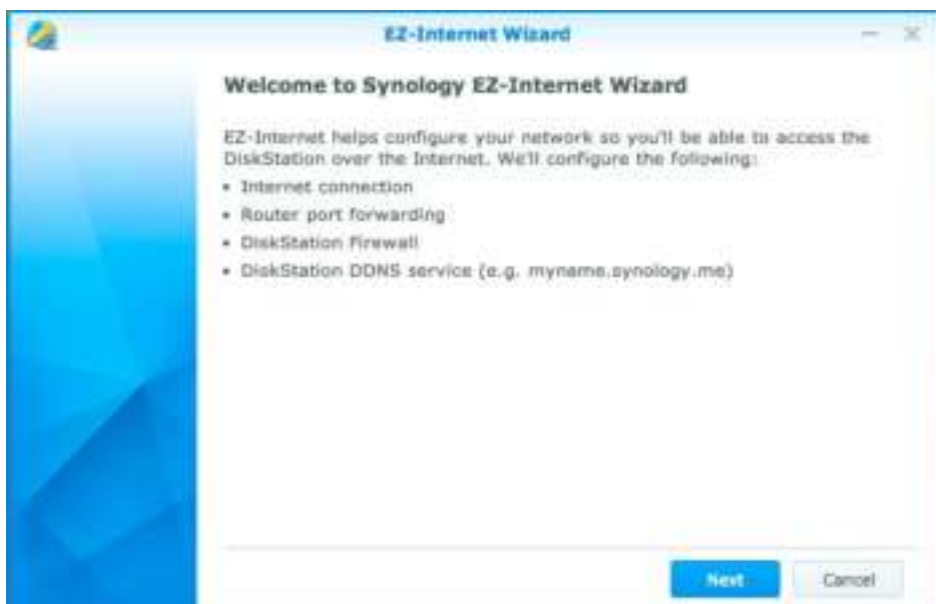 EZ-Internet Wizard
Welcome to Synology EZ-Internet Wizard
EZ-Internet helps configure your network so you'll be able to access the
DiskStation over the Internet. We'll configure the following:
• Internet connection
• Router port forwarding
• DiskStation Firewall
• DiskStation DDNS service (e.g. myname.synology.me)
Next Cancel